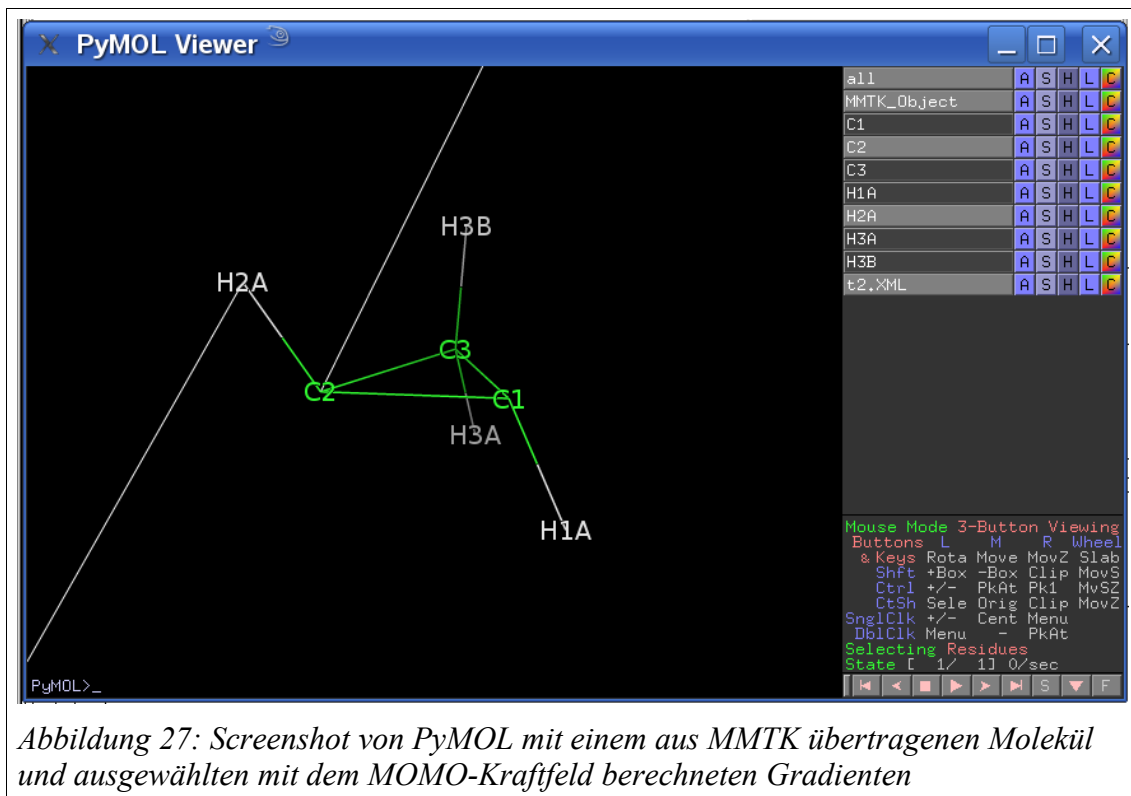 PyMOL Viewer
all A S H L C
MMTK_Object A S H L C
C1 A S H L C
C2 A S H L C
C3 A S H L C
H1A A S H L C
H2A A S H L C
H3A A S H L C
H3B A S H L C
t2.XML A S H L C
H3B
H2A
C3
C2
C1
H3A
H1A
Mouse Mode 3-Button Viewing
Buttons L M R Wheel
& Keys Rota Move MovZ Slab
Shft +Box -Box Clip MovS
Ctrl +/- PkAt Pk1 MvSZ
CtSh Sele Orig Clip MovZ
SnglClk +/- Cent Menu
DblClk Menu - PkAt
Selecting Residues
State [ 1/ 1] 0/sec
S F
PyMOL>_
Abbildung 27: Screenshot von PyMOL mit einem aus MMTK übertragenen Molekül
und ausgewählten mit dem MOMO-Kraftfeld berechneten Gradienten